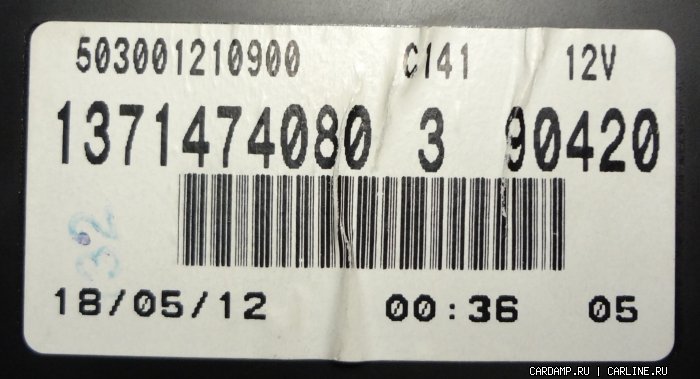 503001210900 C141 12V
1371474080 3 90420
32
18/05/12 00:36 05
CARDAMP.RU | CARLINE.RU